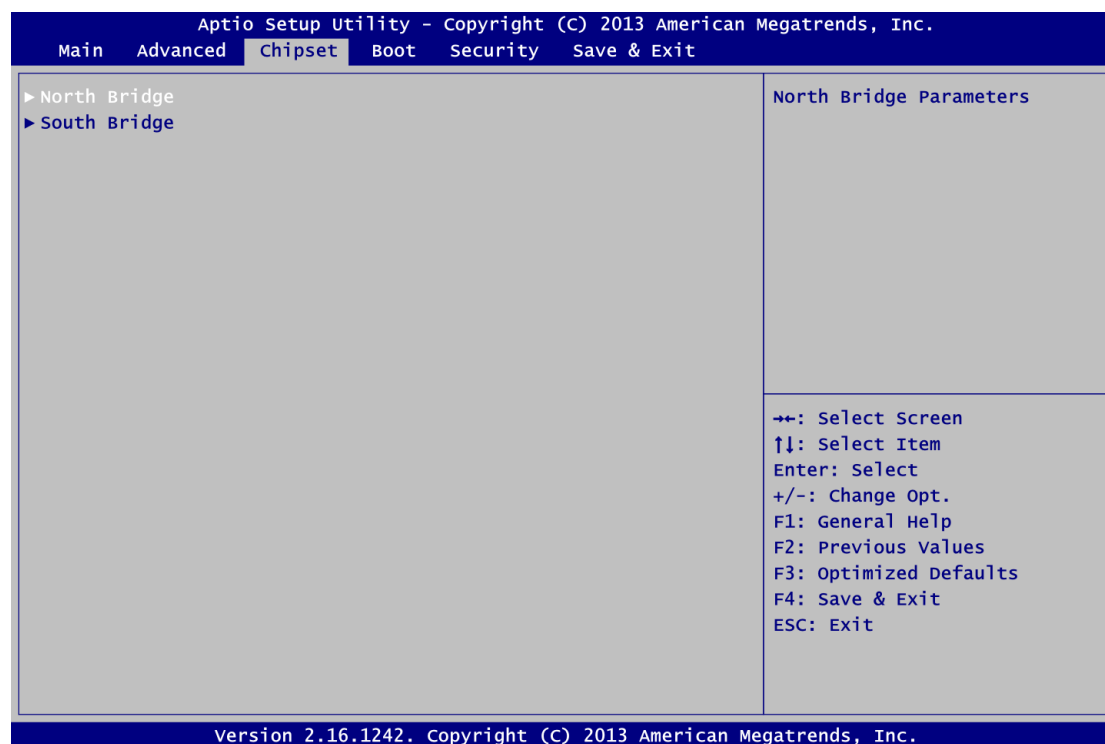 Aptio Setup Utility - Copyright (C) 2013 American Megatrends, Inc.
Main Advanced Chipset Boot Security Save & Exit
▶ North Bridge
▶ South Bridge
North Bridge Parameters
→←: Select Screen
↑↓: Select Item
Enter: Select
+/-: Change Opt.
F1: General Help
F2: Previous Values
F3: Optimized Defaults
F4: Save & Exit
ESC: Exit
Version 2.16.1242. Copyright (C) 2013 American Megatrends, Inc.